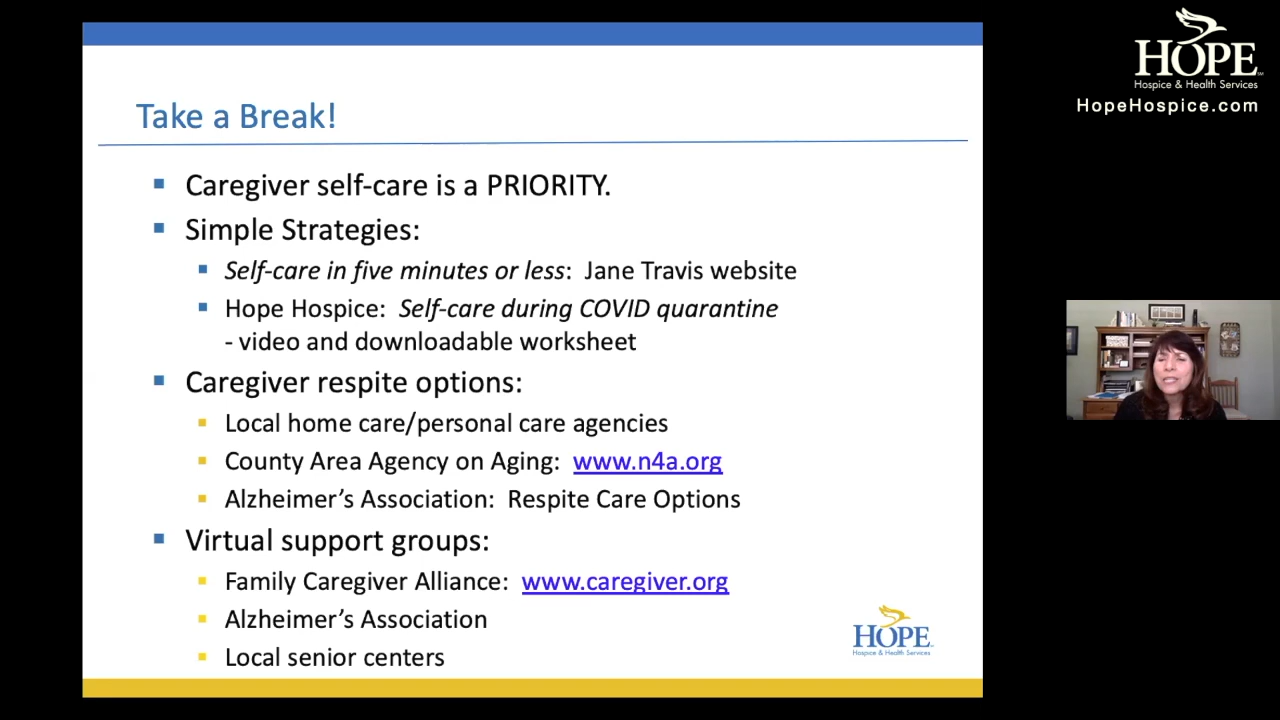 Take a Break!
Caregiver self-care is a PRIORITY.
Simple Strategies:
Self-care in five minutes or less: Jane Travis website
Hope Hospice: Self-care during COVID quarantine
- video and downloadable worksheet
Caregiver respite options:
Local home care/personal care agencies
County Area Agency on Aging: www.n4a.org
Alzheimer’s Association: Respite Care Options
Virtual support groups:
Family Caregiver Alliance: www.caregiver.org
Alzheimer’s Association
Local senior centers
HOPE
Hospice & Health Services
HOPE
Hospice & Health Services
HopeHospice.com